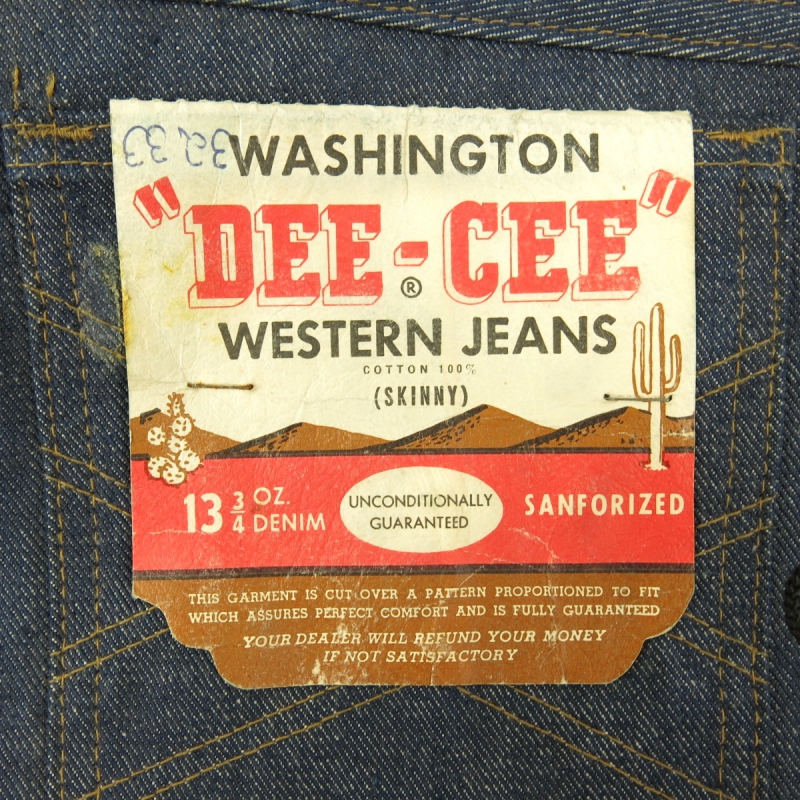 32 33
WASHINGTON
"DEE-CEE"
®
WESTERN JEANS
COTTON 100%
(SKINNY)
13 3/4 OZ. DENIM
UNCONDITIONALLY
GUARANTEED
SANFORIZED
THIS GARMENT IS CUT OVER A PATTERN PROPORTIONED TO FIT
WHICH ASSURES PERFECT COMFORT AND IS FULLY GUARANTEED
YOUR DEALER WILL REFUND YOUR MONEY
IF NOT SATISFACTORY